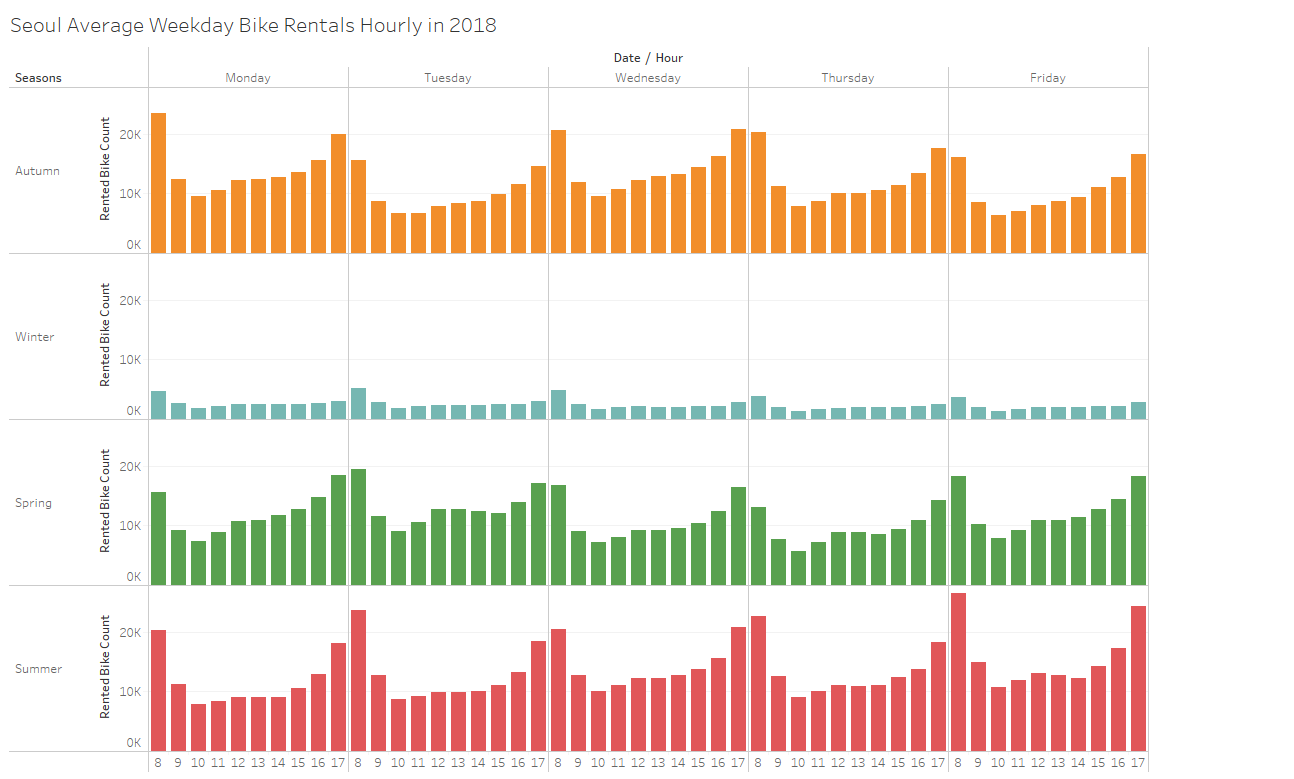 Seoul Average Weekday Bike Rentals Hourly in 2018
Date / Hour
Seasons Monday Tuesday Wednesday Thursday Friday
Autumn
Rented Bike Count
20K
10K
0K
Winter
Rented Bike Count
20K
10K
0K
Spring
Rented Bike Count
20K
10K
0K
Summer
Rented Bike Count
20K
10K
0K
8 9 10 11 12 13 14 15 16 17 8 9 10 11 12 13 14 15 16 17 8 9 10 11 12 13 14 15 16 17 8 9 10 11 12 13 14 15 16 17 8 9 10 11 12 13 14 15 16 17